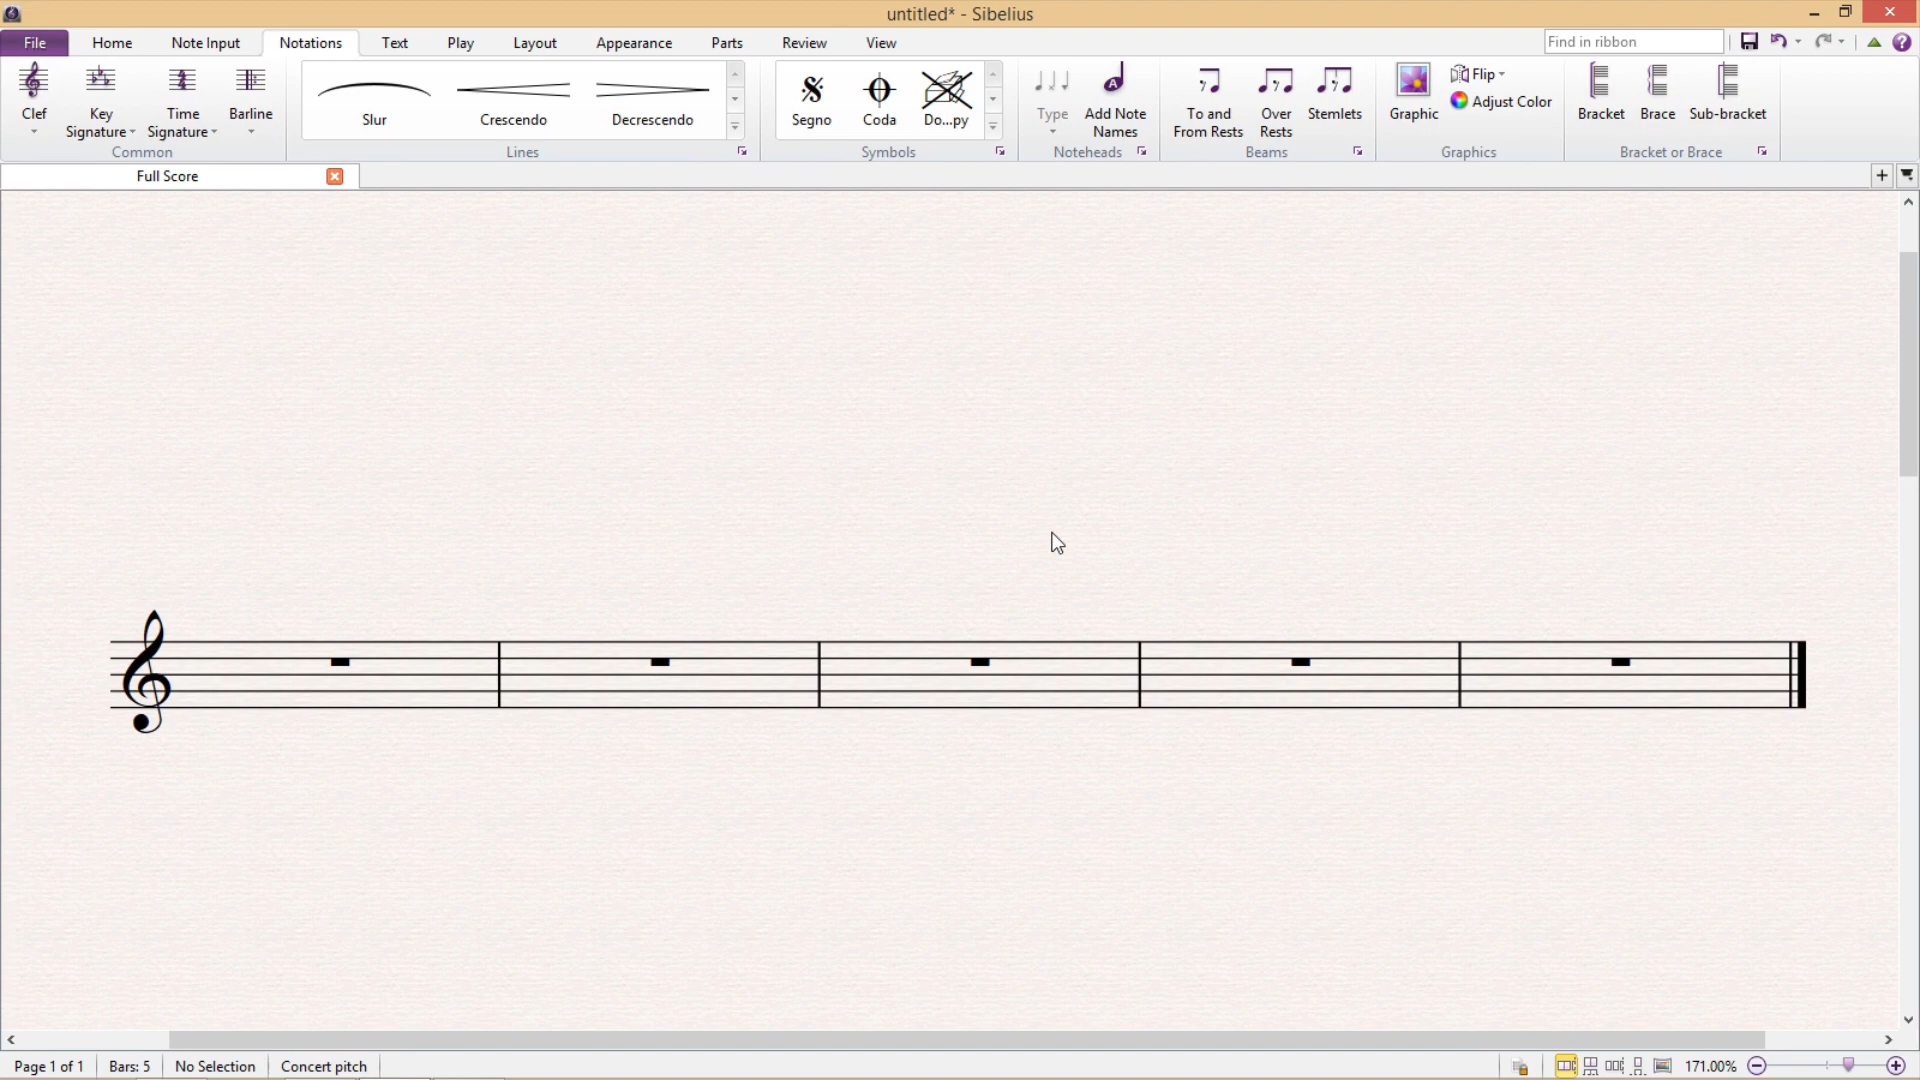 untitled* - Sibelius
File Home Note Input Notations Text Play Layout Appearance Parts Review View Find in ribbon
Clef Key Signature Time Signature Barline
Common
Slur Crescendo Decrescendo
Lines
Segno Coda Do...py
Symbols
Type Add Note Names
Noteheads
To and From Rests Over Rests Stemlets
Beams
Graphic Flip Adjust Color
Graphics
Bracket Brace Sub-bracket
Bracket or Brace
Full Score
Page 1 of 1 Bars: 5 No Selection Concert pitch 171.00%